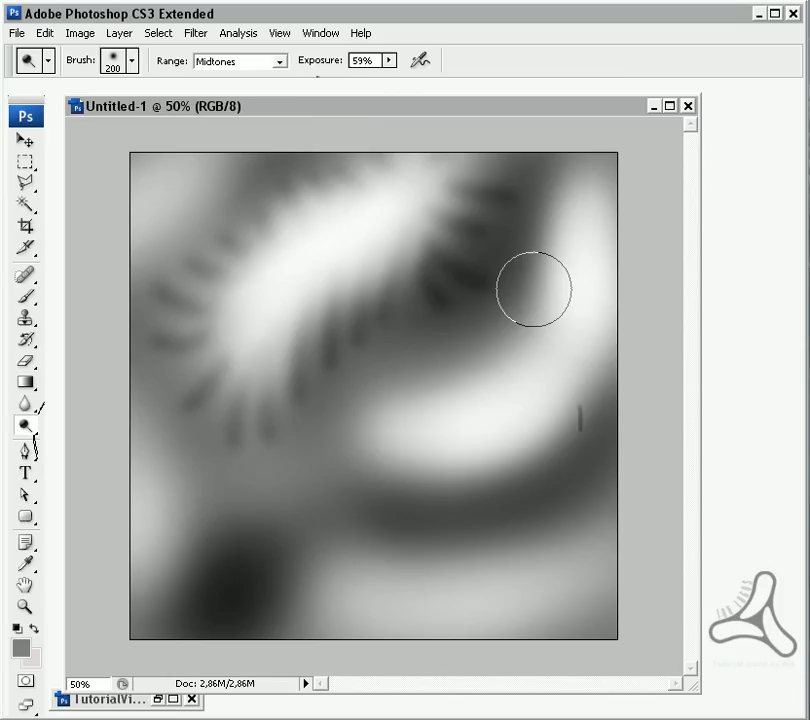 Adobe Photoshop CS3 Extended
File Edit Image Layer Select Filter Analysis View Window Help
Brush: 200 Range: Midtones Exposure: 59%
Ps Untitled-1 @ 50% (RGB/8)
T
50% Doc: 2,86M/2,86M
TutorialVi...